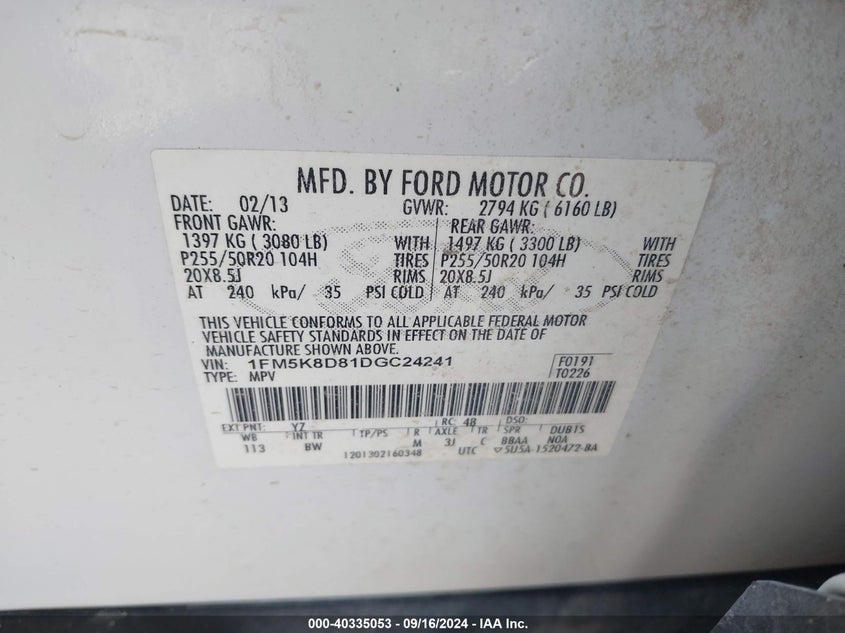 MFD. BY FORD MOTOR CO.
DATE: 02/13 GVWR: 2794 KG ( 6160 LB)
FRONT GAWR: REAR GAWR:
1397 KG ( 3080 LB) WITH 1497 KG ( 3300 LB) WITH
P255/50R20 104H TIRES P255/50R20 104H TIRES
20X8.5J RIMS 20X8.5J RIMS
AT 240 kPa/ 35 PSI COLD AT 240 kPa/ 35 PSI COLD
THIS VEHICLE CONFORMS TO ALL APPLICABLE FEDERAL MOTOR
VEHICLE SAFETY STANDARDS IN EFFECT ON THE DATE OF
MANUFACTURE SHOWN ABOVE.
VIN: 1FM5K8D81DGC24241 F0191
TYPE: MPV T0226
EXT PNT: YZ RC: 48 DSO:
WB INT TR TP/PS R AXLE TR SPR DUBTS
113 BW M 3J C BBAA NOA
1201302160348 UTC ▽5U5A-1520472-BA
000-40335053 - 09/16/2024 - IAA Inc.